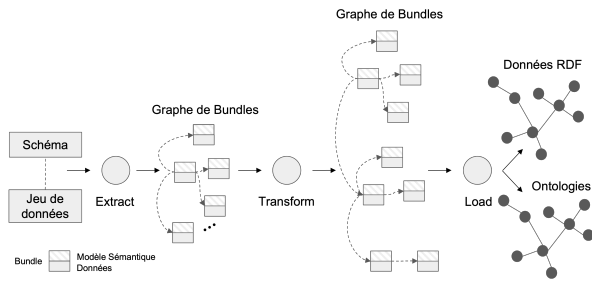 Graphe de Bundles
Données RDF
Graphe de Bundles
Schéma
Jeu de
données
Extract
Transform
Load
Ontologies
Bundle
Modèle Sémantique
Données